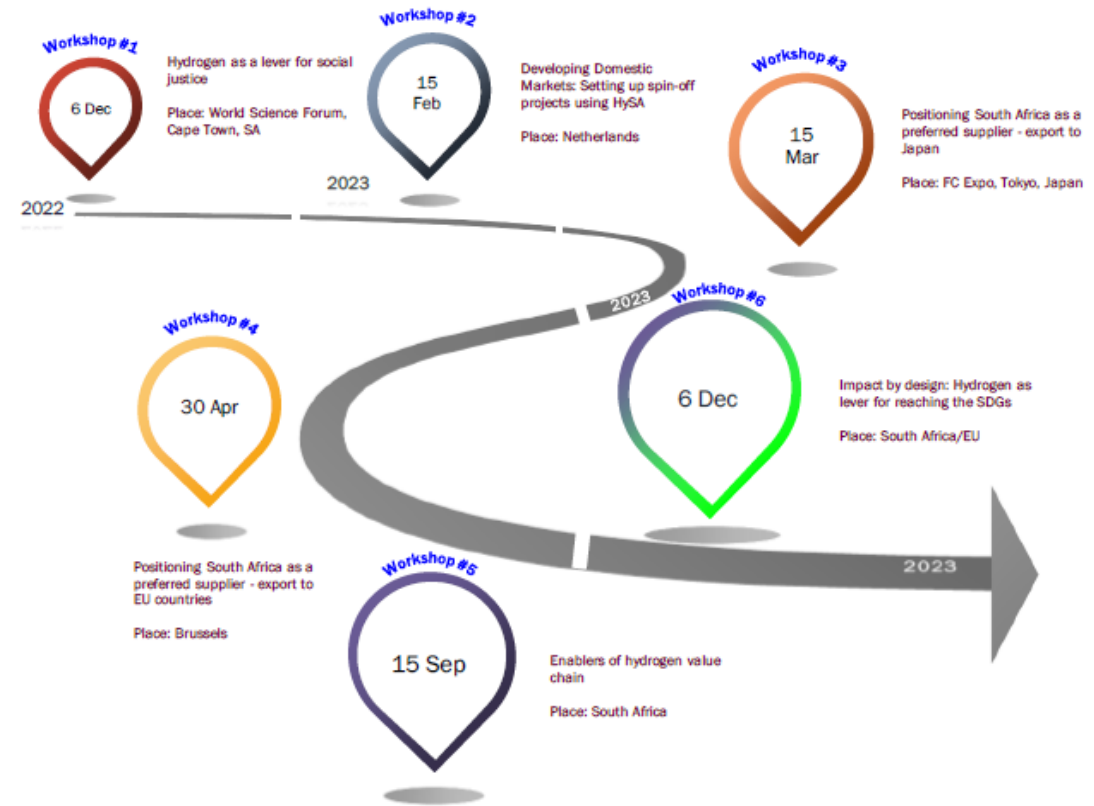 Workshop #1
6 Dec
Hydrogen as a lever for social
justice
Place: World Science Forum,
Cape Town, SA
Workshop #2
15
Feb
Developing Domestic
Markets: Setting up spin-off
projects using HySA
Place: Netherlands
Workshop #3
15
Mar
Positioning South Africa as a
preferred supplier - export to
Japan
Place: FC Expo, Tokyo, Japan
2022
2023
2023
Workshop #4
30 Apr
Positioning South Africa as a
preferred supplier - export to
EU countries
Place: Brussels
Workshop #6
6 Dec
Impact by design: Hydrogen as
lever for reaching the SDGs
Place: South Africa/EU
2023
Workshop #5
15 Sep
Enablers of hydrogen value
chain
Place: South Africa